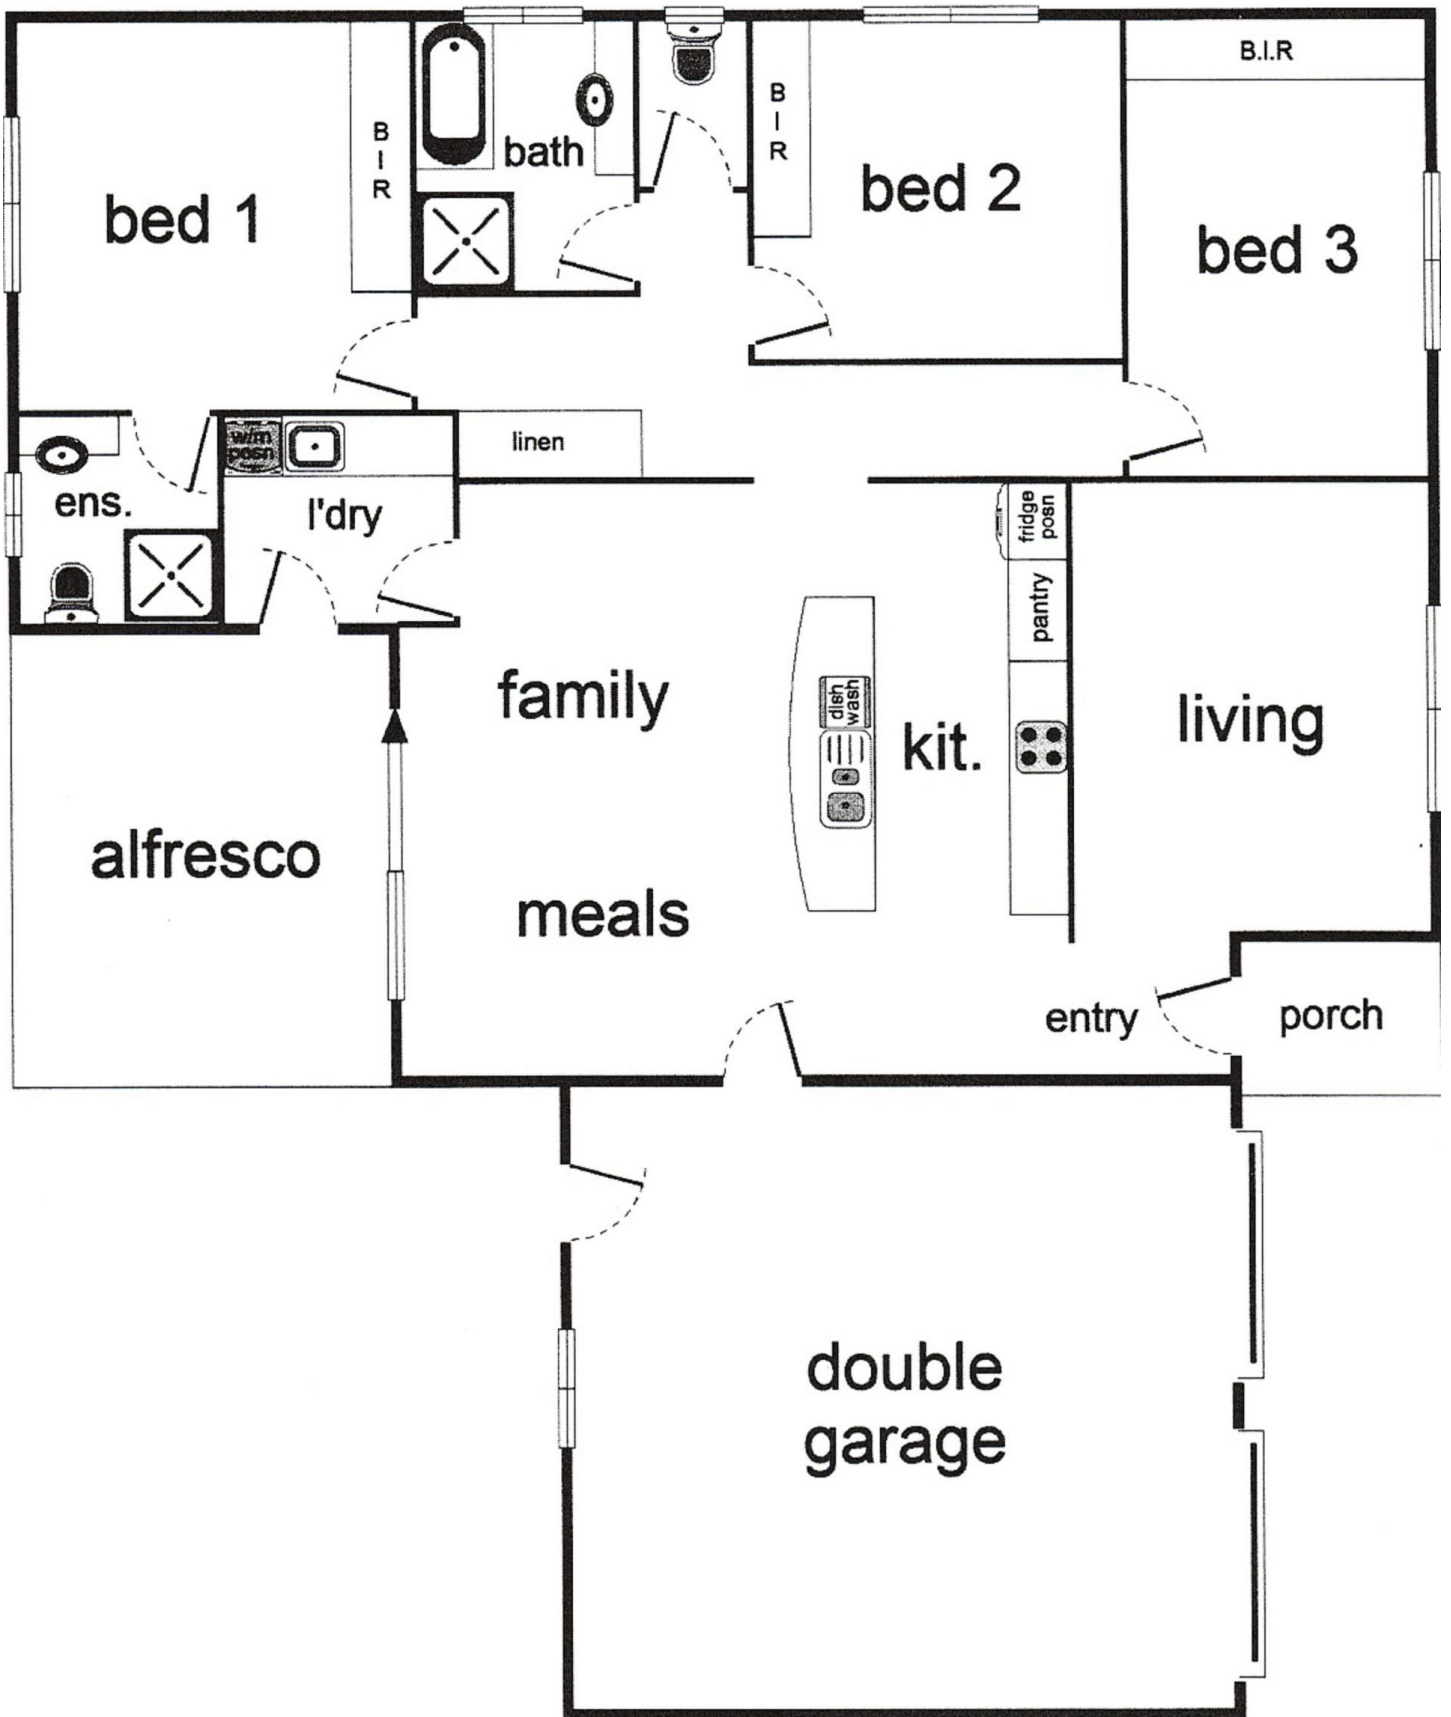 B.I.R
B
I
R
B
I
R
bath
bed 1
bed 2
bed 3
w/m
posn
linen
ens.
l'dry
fridge
posn
pantry
family
dish
wash
kit.
living
alfresco
meals
entry
porch
double
garage